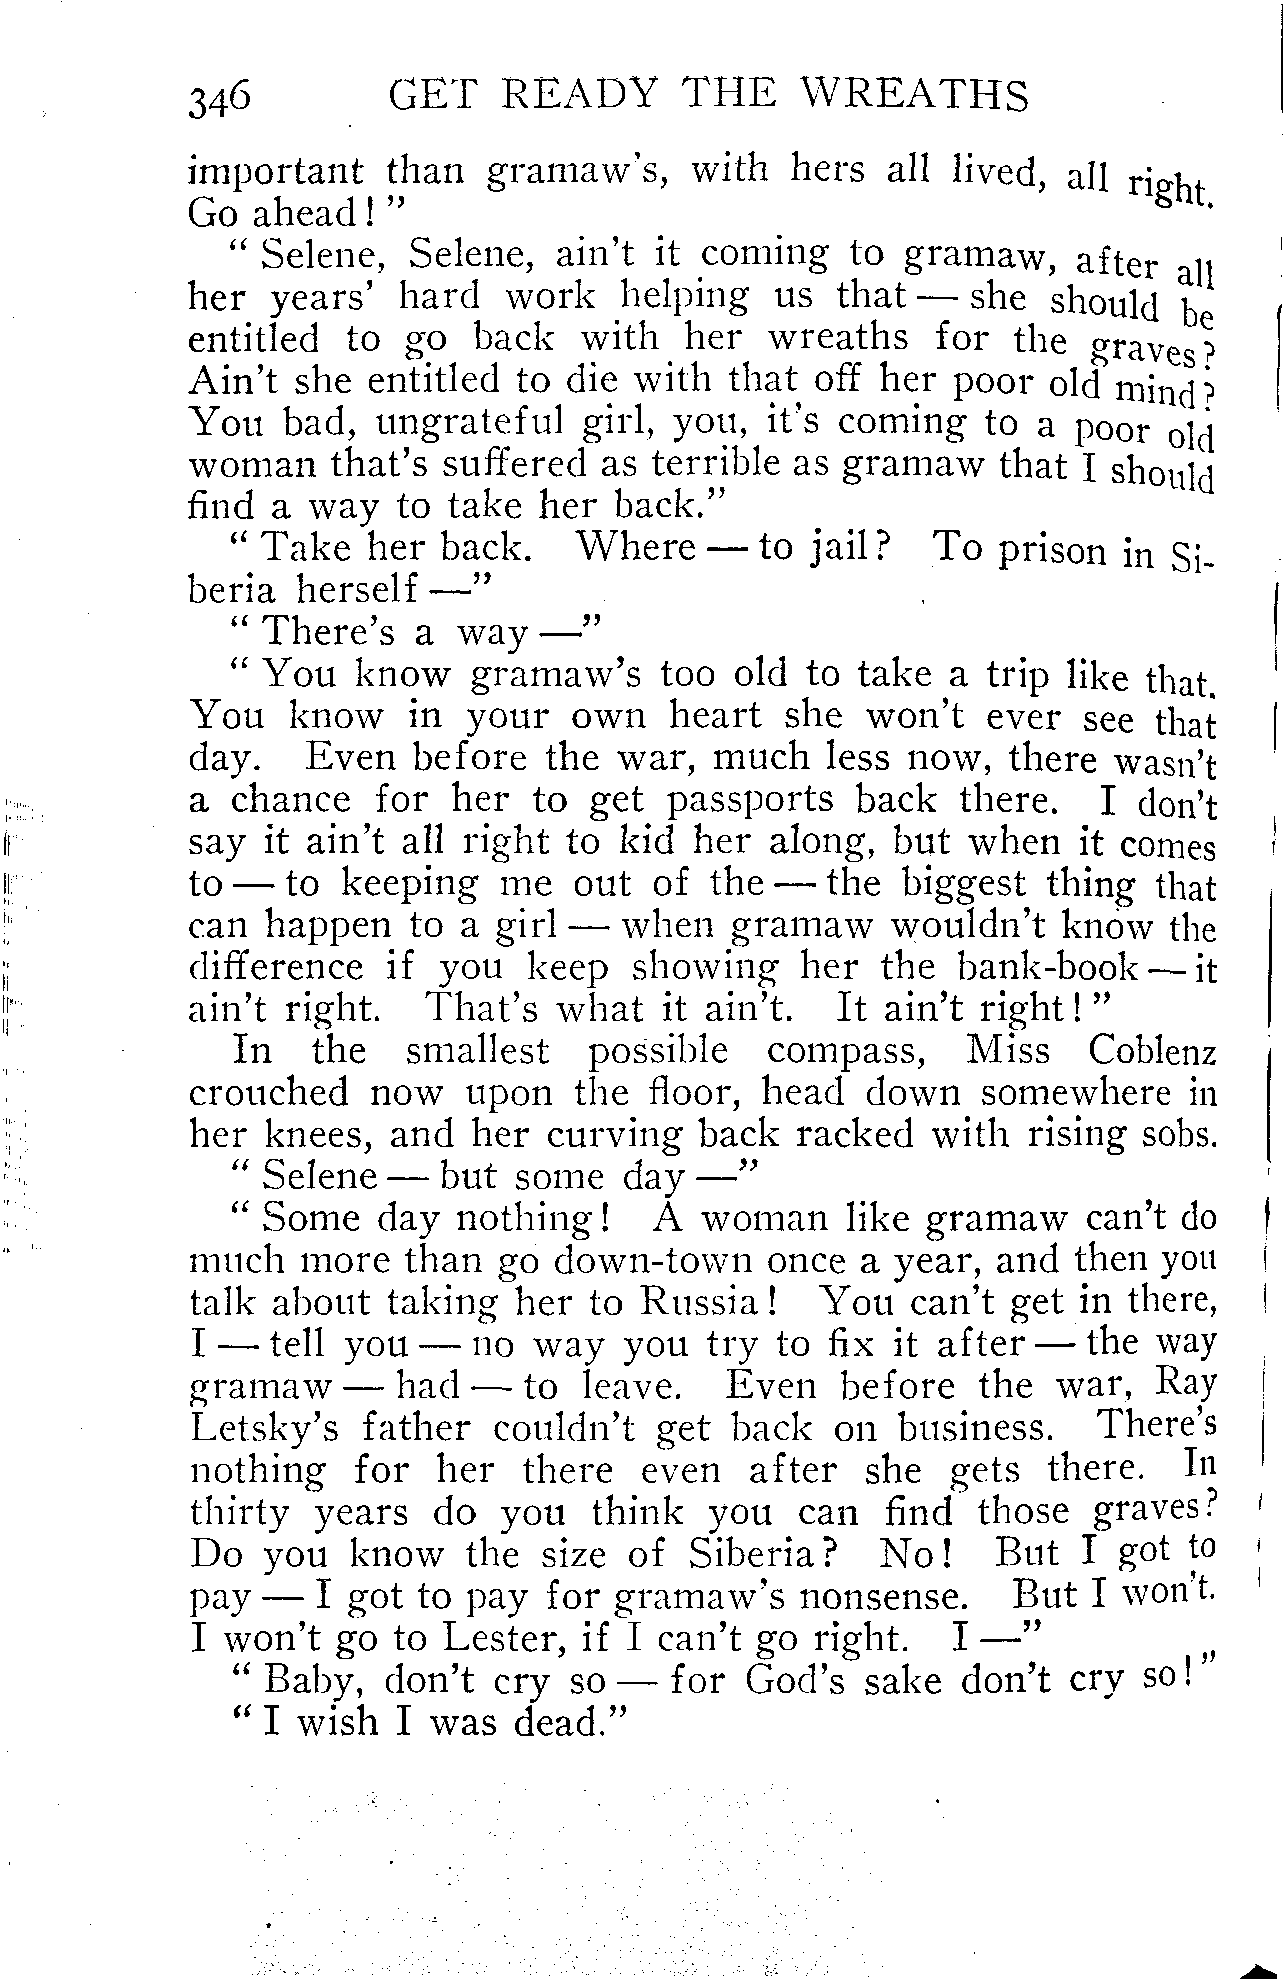 346 GET READY THE WREATHS
important than gramaw's, with hers all lived, all right.
Go ahead! "
" Selene, Selene, ain't it coming to gramaw, after all
her years' hard work helping us that — she should be
entitled to go back with her wreaths for the graves?
Ain't she entitled to die with that off her poor old mind?
You bad, ungrateful girl, you, it's coming to a poor old
woman that's suffered as terrible as gramaw that I should
find a way to take her back."
" Take her back. Where — to jail? To prison in Si-
beria herself —"
" There's a way —"
" You know gramaw's too old to take a trip like that.
You know in your own heart she won't ever see that
day. Even before the war, much less now, there wasn't
a chance for her to get passports back there. I don't
say it ain't all right to kid her along, but when it comes
to — to keeping me out of the — the biggest thing that
can happen to a girl — when gramaw wouldn't know the
difference if you keep showing her the bank-book — it
ain't right. That's what it ain't. It ain't right! "
In the smallest possible compass, Miss Coblenz
crouched now upon the floor, head down somewhere in
her knees, and her curving back racked with rising sobs.
" Selene — but some day —"
" Some day nothing! A woman like gramaw can't do
much more than go down-town once a year, and then you
talk about taking her to Russia! You can't get in there,
I — tell you — no way you try to fix it after — the way
gramaw — had — to leave. Even before the war, Ray
Letsky's father couldn't get back on business. There's
nothing for her there even after she gets there. In
thirty years do you think you can find those graves?
Do you know the size of Siberia? No! But I got to
pay — I got to pay for gramaw's nonsense. But I won't.
I won't go to Lester, if I can't go right. I —"
" Baby, don't cry so — for God's sake don't cry so! "
" I wish I was dead."